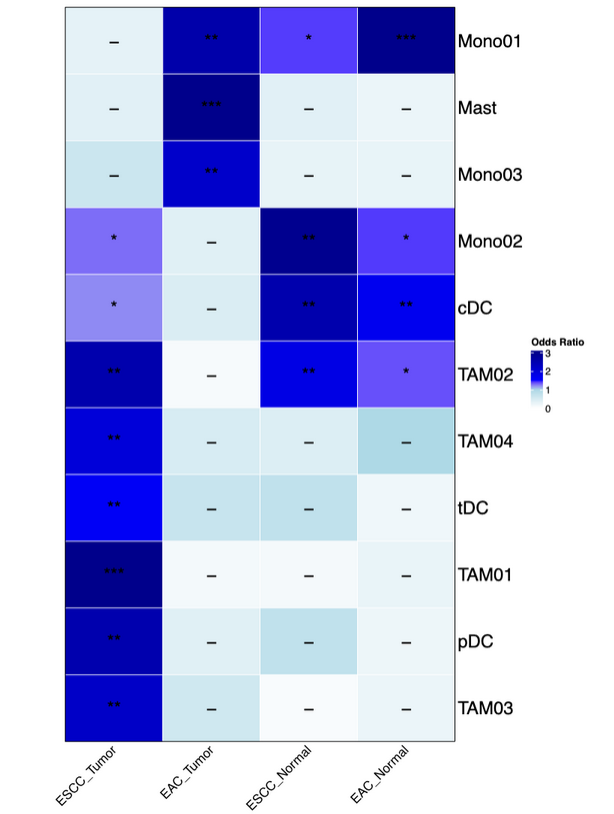 – ** * *** Mono01
– *** – – Mast
– ** – – Mono03
* – ** * Mono02
* – ** ** cDC
** – ** * TAM02
** – – – TAM04
** – – – tDC
*** – – – TAM01
** – – – pDC
** – – – TAM03
ESCC_Tumor EAC_Tumor ESCC_Normal EAC_Normal
Odds Ratio
3
2
1
0